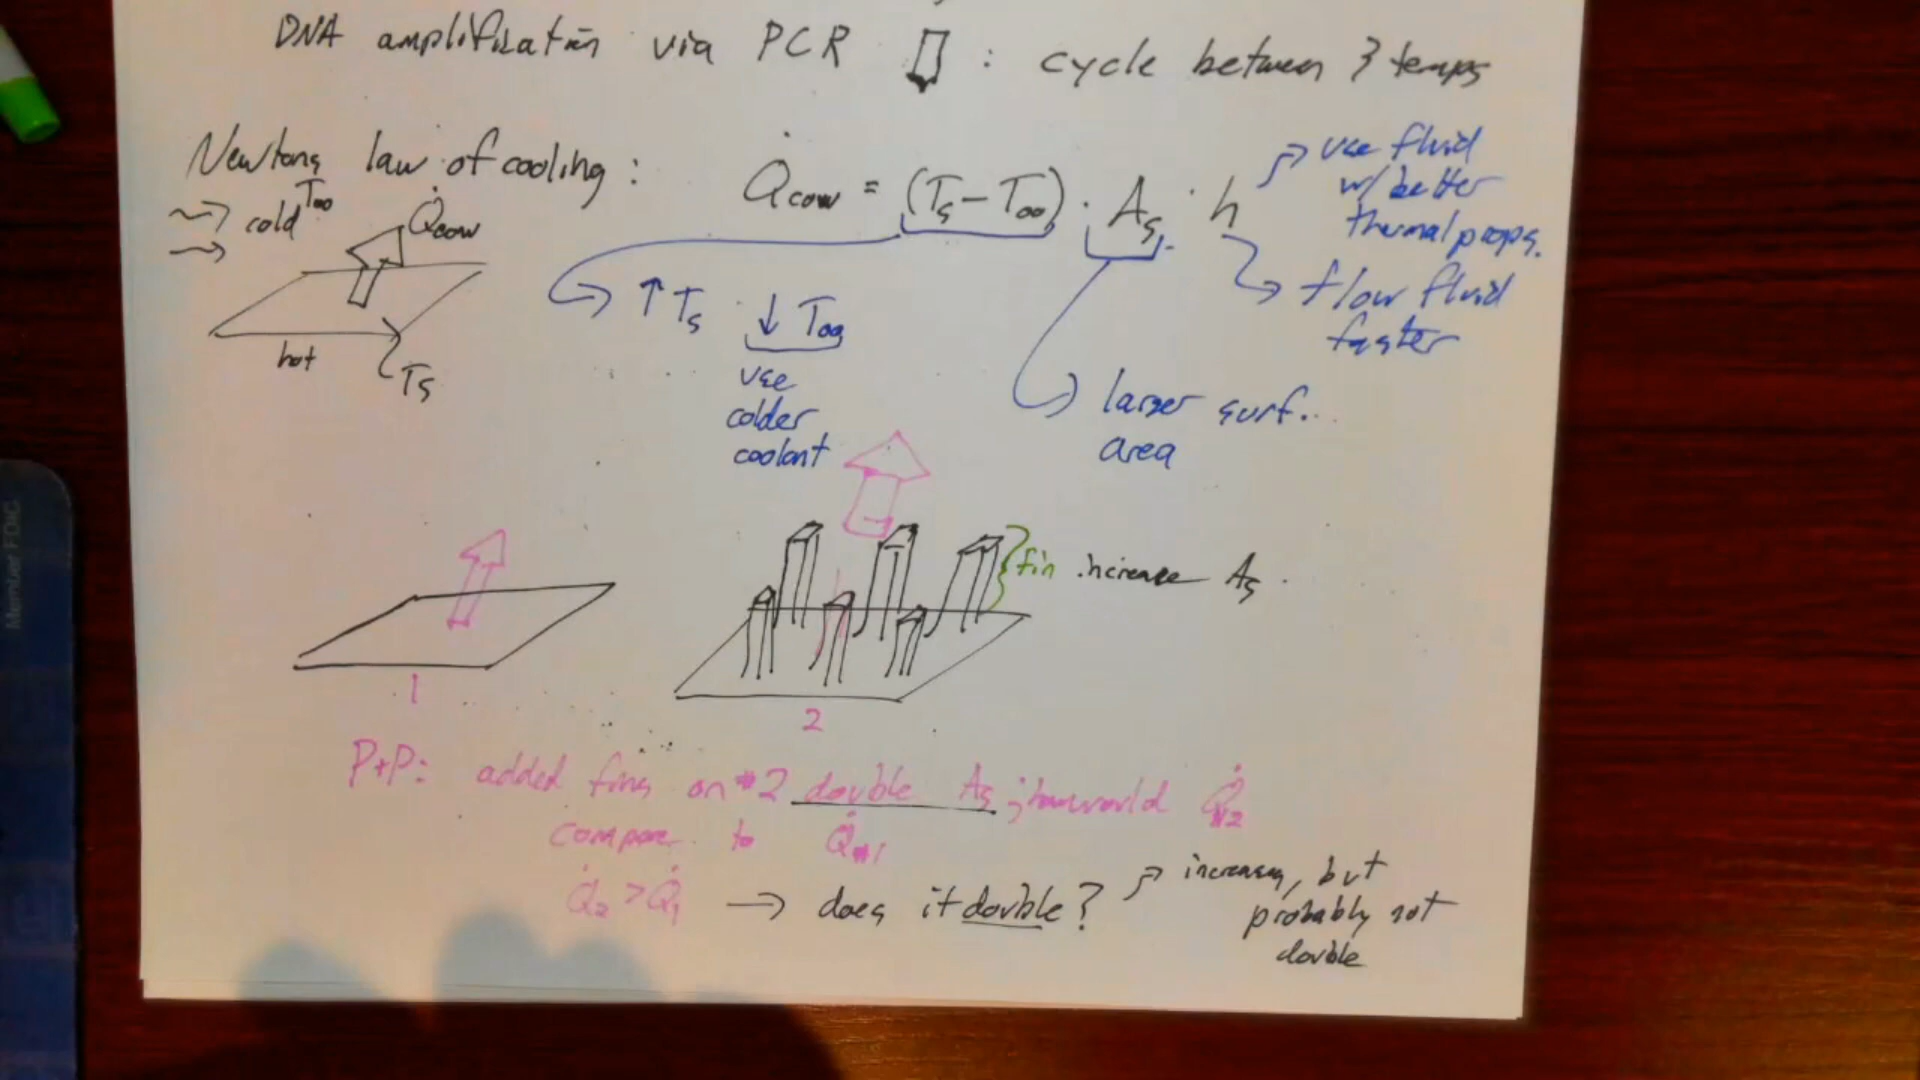 DNA amplification via PCR : cycle between 3 temps
Newtons law of cooling : Q̇conv = (Ts - T∞) · As · h
use fluid
w/ better
thermal props.
cold T∞
Q̇conv
flow fluid
faster
↑ Ts ↓ T∞
hot
Ts
use
colder
coolant
larger surf.
area
fin increase As
1
2
P+P: added fins on #2 double As ; how would Q̇#2
compare to Q̇#1
Q̇2 > Q̇1 → does it double?
increases, but
probably not
double
Member FDIC